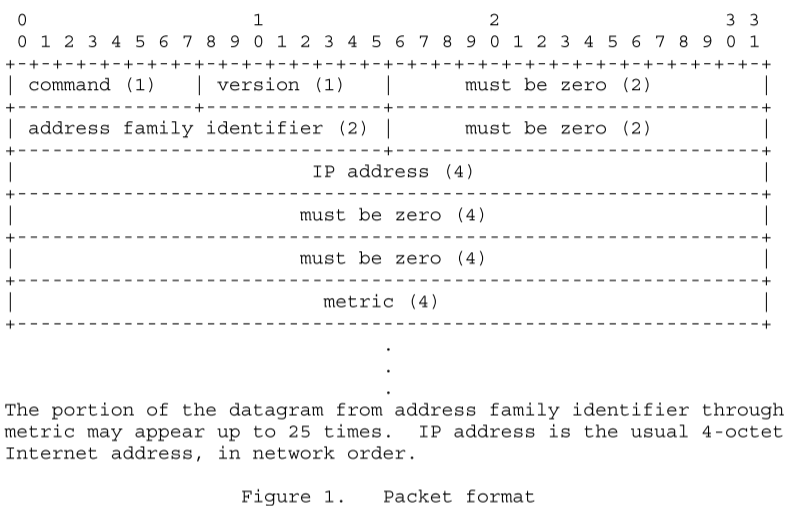 0                   1                   2                   3 3
0 1 2 3 4 5 6 7 8 9 0 1 2 3 4 5 6 7 8 9 0 1 2 3 4 5 6 7 8 9 0 1
+-+-+-+-+-+-+-+-+-+-+-+-+-+-+-+-+-+-+-+-+-+-+-+-+-+-+-+-+-+-+-+-+
| command (1)   | version (1)   |      must be zero (2)         |
+---------------+---------------+-------------------------------+
| address family identifier (2) |      must be zero (2)         |
+-------------------------------+-------------------------------+
|                         IP address (4)                        |
+---------------------------------------------------------------+
|                        must be zero (4)                       |
+---------------------------------------------------------------+
|                        must be zero (4)                       |
+---------------------------------------------------------------+
|                          metric (4)                           |
+---------------------------------------------------------------+
.
.
.
The portion of the datagram from address family identifier through
metric may appear up to 25 times.  IP address is the usual 4-octet
Internet address, in network order.
Figure 1.   Packet format